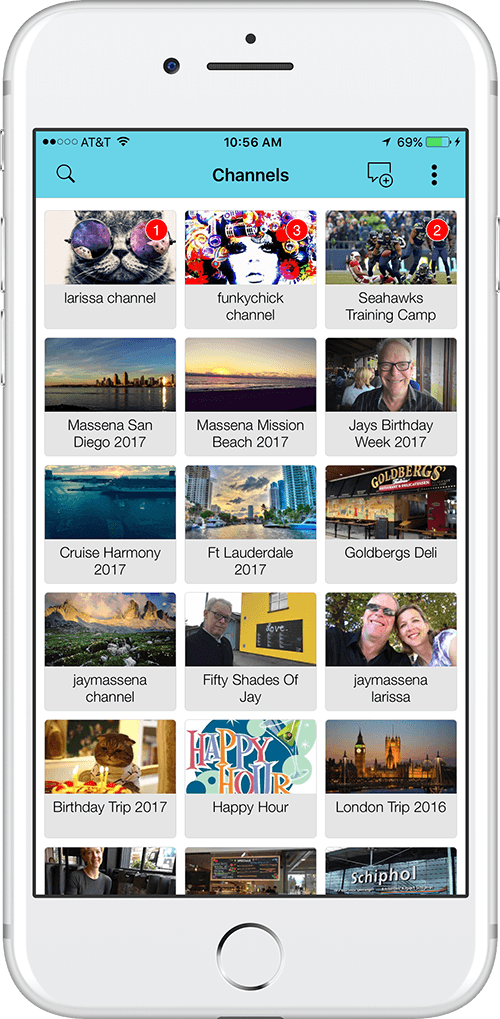 AT&T 10:56 AM 69%
Channels
1
3
2
larissa channel
funkychick
channel
Seahawks
Training Camp
Massena San
Diego 2017
Massena Mission
Beach 2017
Jays Birthday
Week 2017
GOLDBERGS'
Cruise Harmony
2017
Ft Lauderdale
2017
Goldbergs Deli
love.
jaymassena
channel
Fifty Shades Of
Jay
jaymassena
larissa
HAPPY
HOUR
Birthday Trip 2017
Happy Hour
London Trip 2016
Schiphol